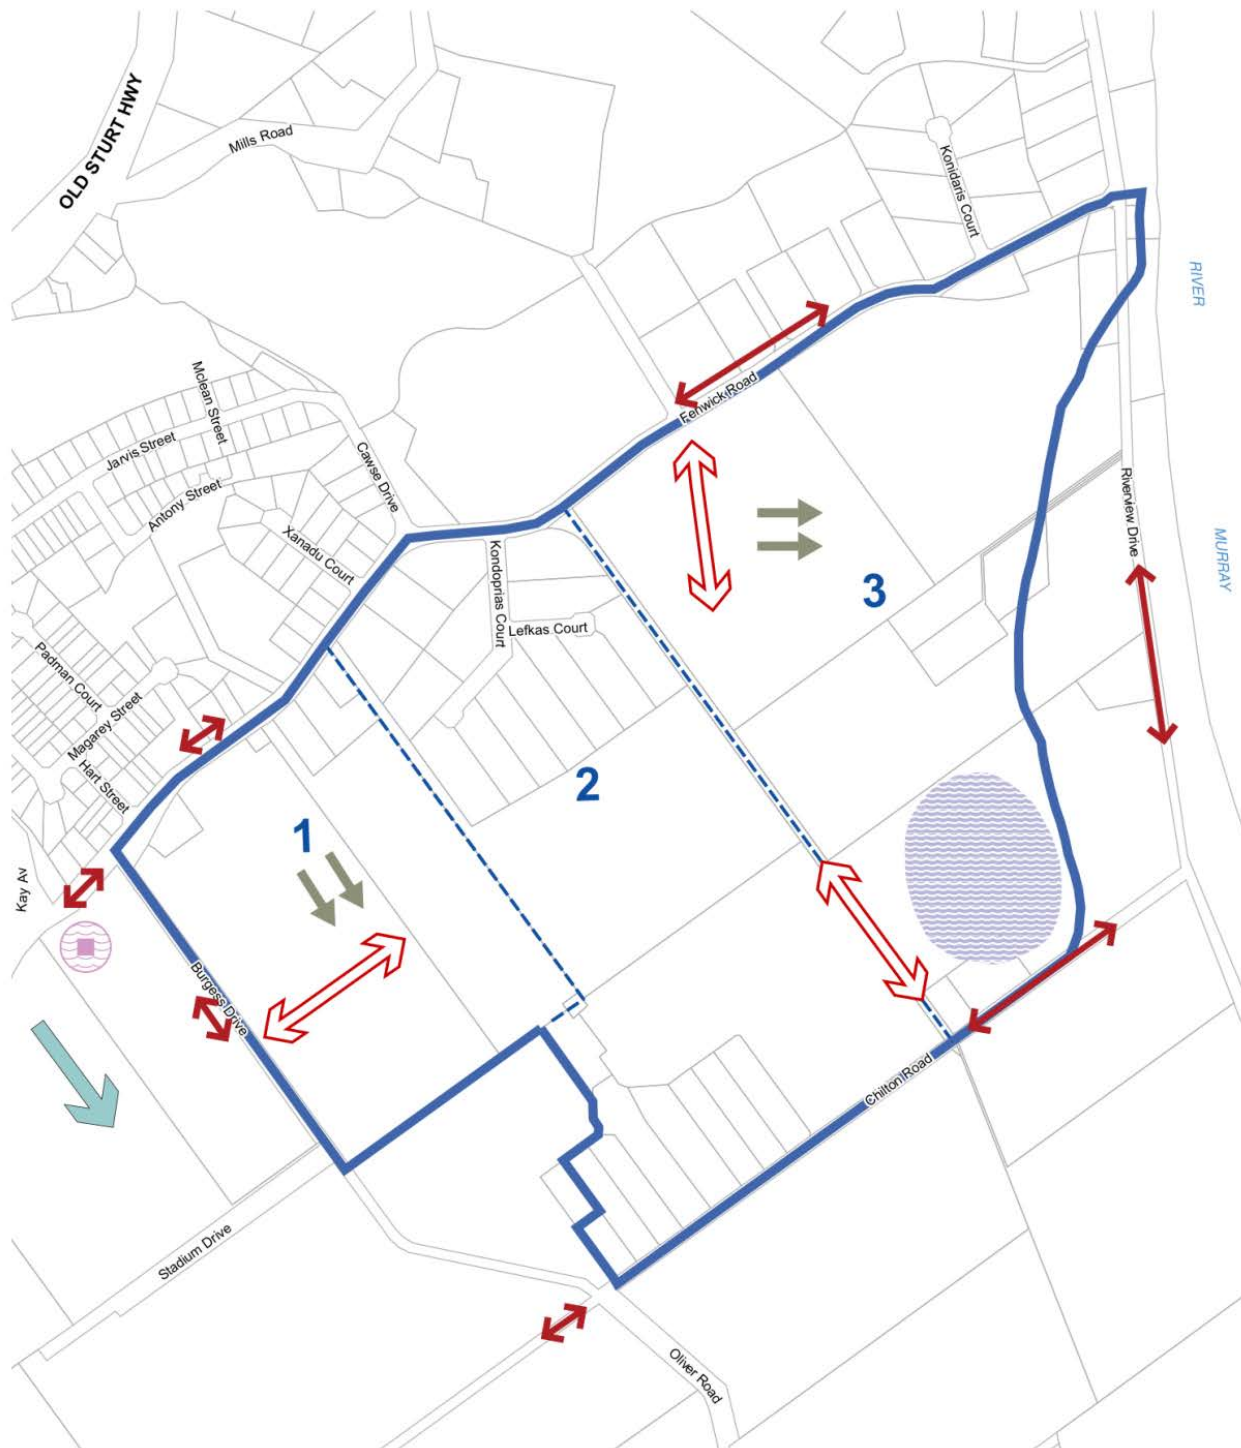 OLD STURT HWY
Mills Road
Konidaris Court
RIVER
Mclean Street
Jarvis Street
Fenwick Road
Cawse Drive
Antony Street
Riverview Drive
Xanadu Court
MURRAY
Kondoprias Court
3
Lefkas Court
Padman Court
Magarey Street
2
Hart Street
1
Kay Av
Burgess Drive
Chilton Road
Stadium Drive
Oliver Road